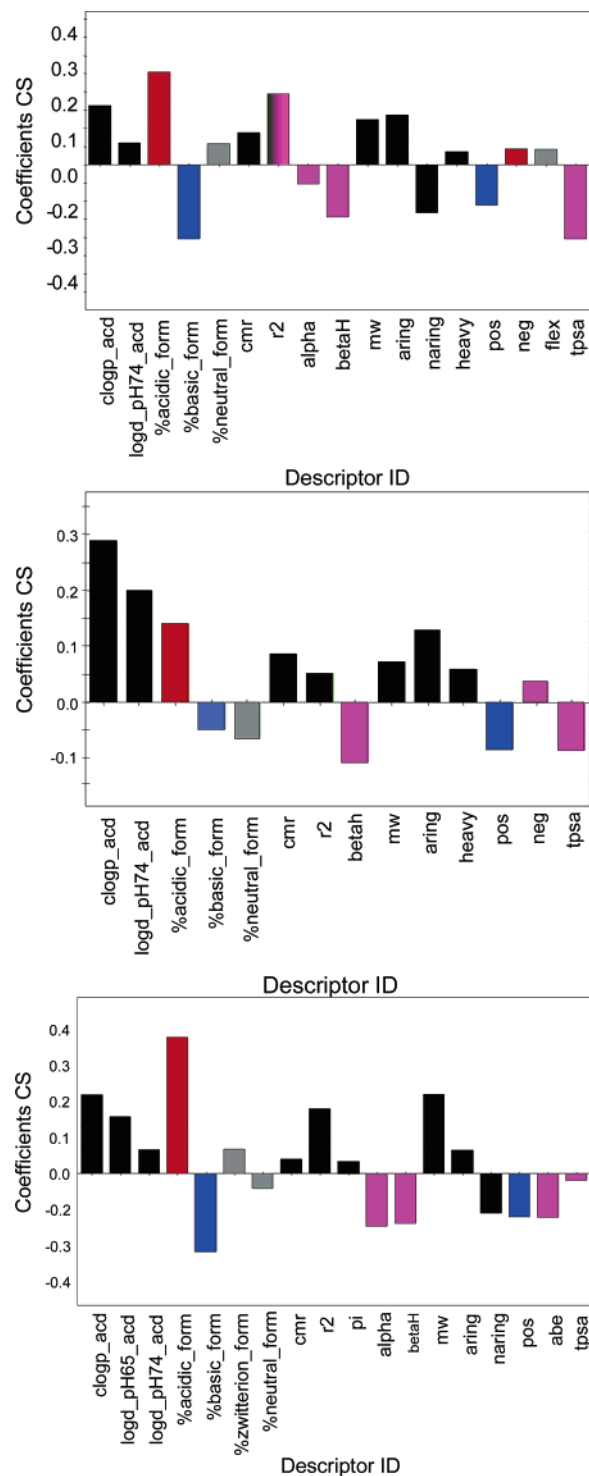 0.4
0.3
0.2
0.1
0.0
-0.2
-0.3
-0.4
Coefficients CS
clogp_acd
logd_pH74_acd
%acidic_form
%basic_form
%neutral_form
cmr
r2
alpha
betaH
mw
aring
naring
heavy
pos
neg
flex
tpsa
Descriptor ID
0.3
0.2
0.1
0.0
-0.1
Coefficients CS
clogp_acd
logd_pH74_acd
%acidic_form
%basic_form
%neutral_form
cmr
r2
betah
mw
aring
heavy
pos
neg
tpsa
Descriptor ID
0.4
0.3
0.2
0.1
0.0
-0.2
-0.3
-0.4
Coefficients CS
clogp_acd
logd_pH65_acd
logd_pH74_acd
%acidic_form
%basic_form
%zwitterion_form
%neutral_form
cmr
r2
pi
alpha
betaH
mw
aring
naring
pos
abe
tpsa
Descriptor ID